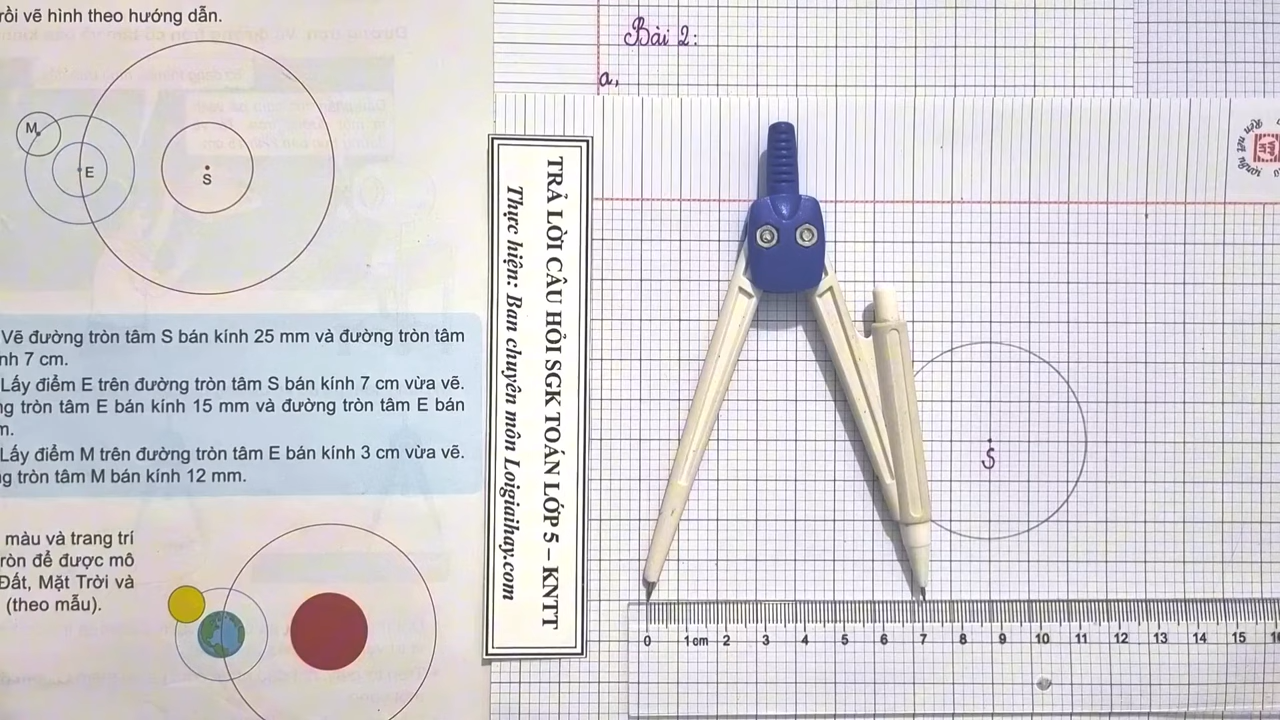 rồi vẽ hình theo hướng dẫn.
M
E
S
Vẽ đường tròn tâm S bán kính 25 mm và đường tròn tâm
nh 7 cm.
Lấy điểm E trên đường tròn tâm S bán kính 7 cm vừa vẽ.
ng tròn tâm E bán kính 15 mm và đường tròn tâm E bán
m.
Lấy điểm M trên đường tròn tâm E bán kính 3 cm vừa vẽ.
g tròn tâm M bán kính 12 mm.
màu và trang trí
ròn để được mô
Đất, Mặt Trời và
(theo mẫu).
TRẢ LỜI CÂU HỎI SGK TOÁN LỚP 5 – KNTT
Thực hiện: Ban chuyên môn Loigiaihay.com
Bài 2:
a,
S
0 1cm 2 3 4 5 6 7 8 9 10 11 12 13 14 15 16